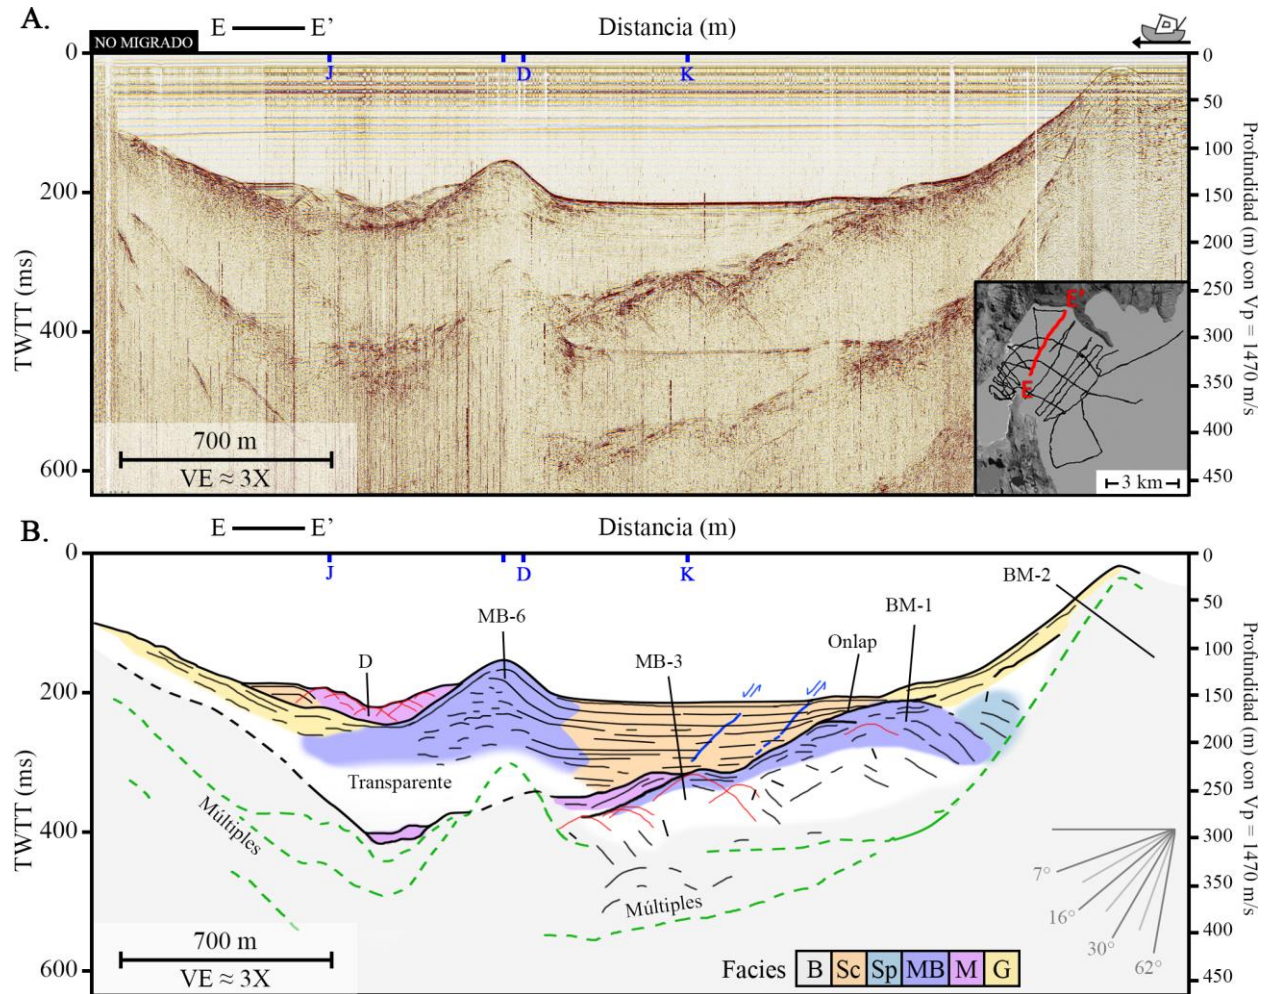 A.
E E’ Distancia (m)
NO MIGRADO
J D K
0
200
400
600
TWTT (ms)
0
50
100
150
200
250
300
350
400
450
Profundidad (m) con Vp = 1470 m/s
700 m
VE ≈ 3X
E'
E
3 km
B.
E E’ Distancia (m)
J D K
0
200
400
600
TWTT (ms)
0
50
100
150
200
250
300
350
400
450
Profundidad (m) con Vp = 1470 m/s
BM-2
MB-6
BM-1
Onlap
D
MB-3
Transparente
Múltiples
Múltiples
7°
16°
30°
62°
700 m
VE ≈ 3X
Facies B Sc Sp MB M G